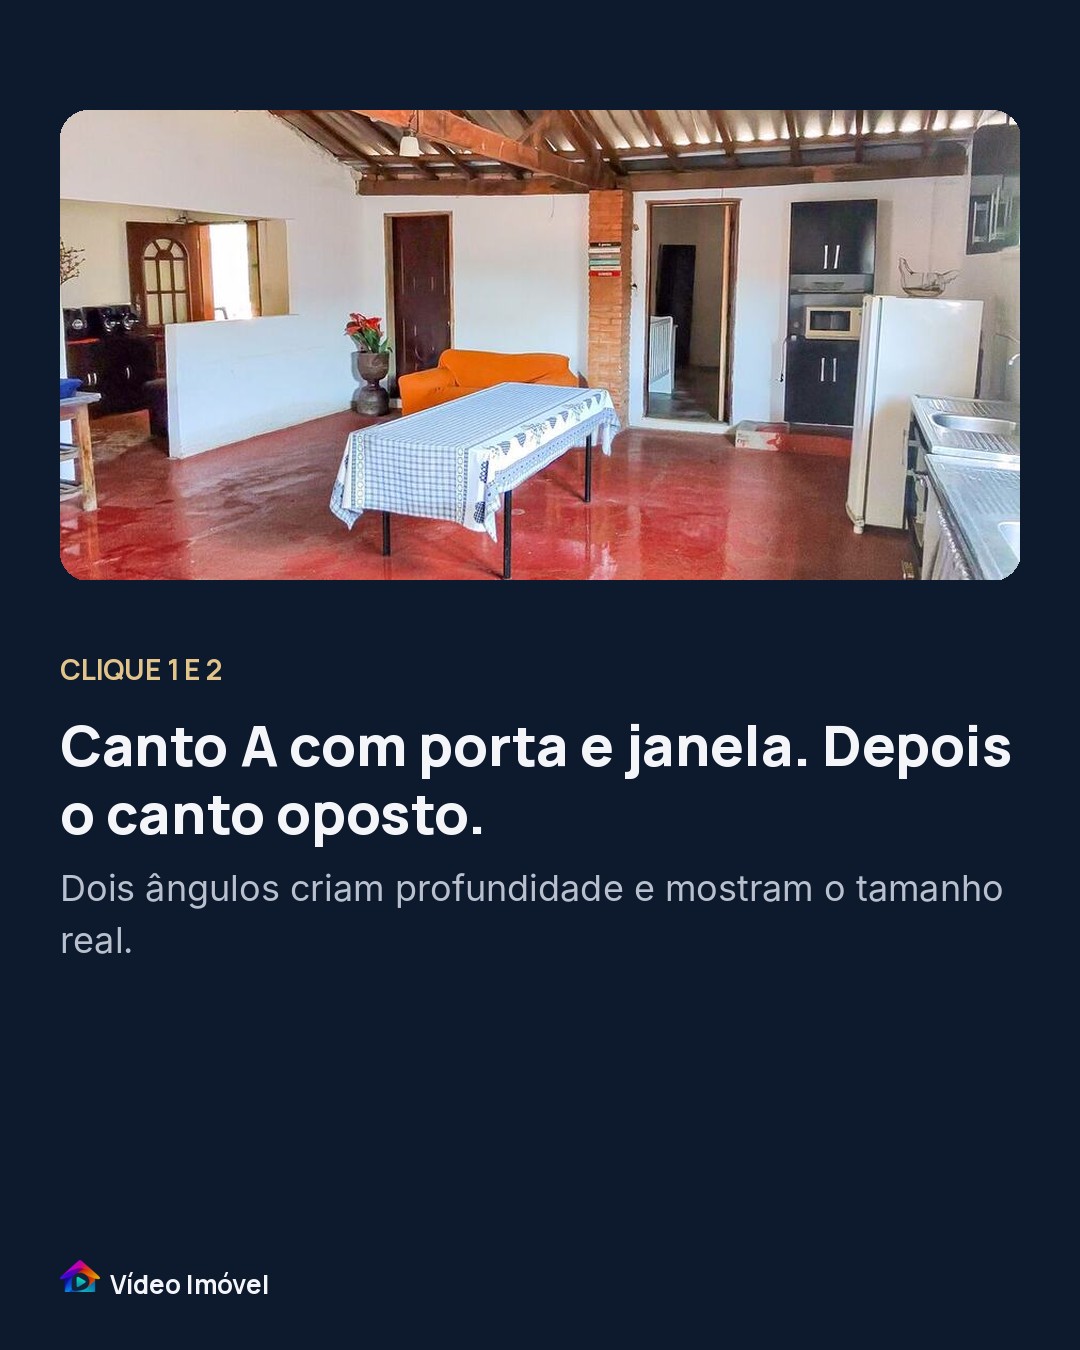 CLIQUE 1 E 2
Canto A com porta e janela. Depois
o canto oposto.
Dois ângulos criam profundidade e mostram o tamanho
real.
Vídeo Imóvel